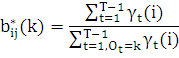 b*ij(k) = ∑T-1t=1 γt(i) / ∑T-1t=1,Ot=k γt(i)